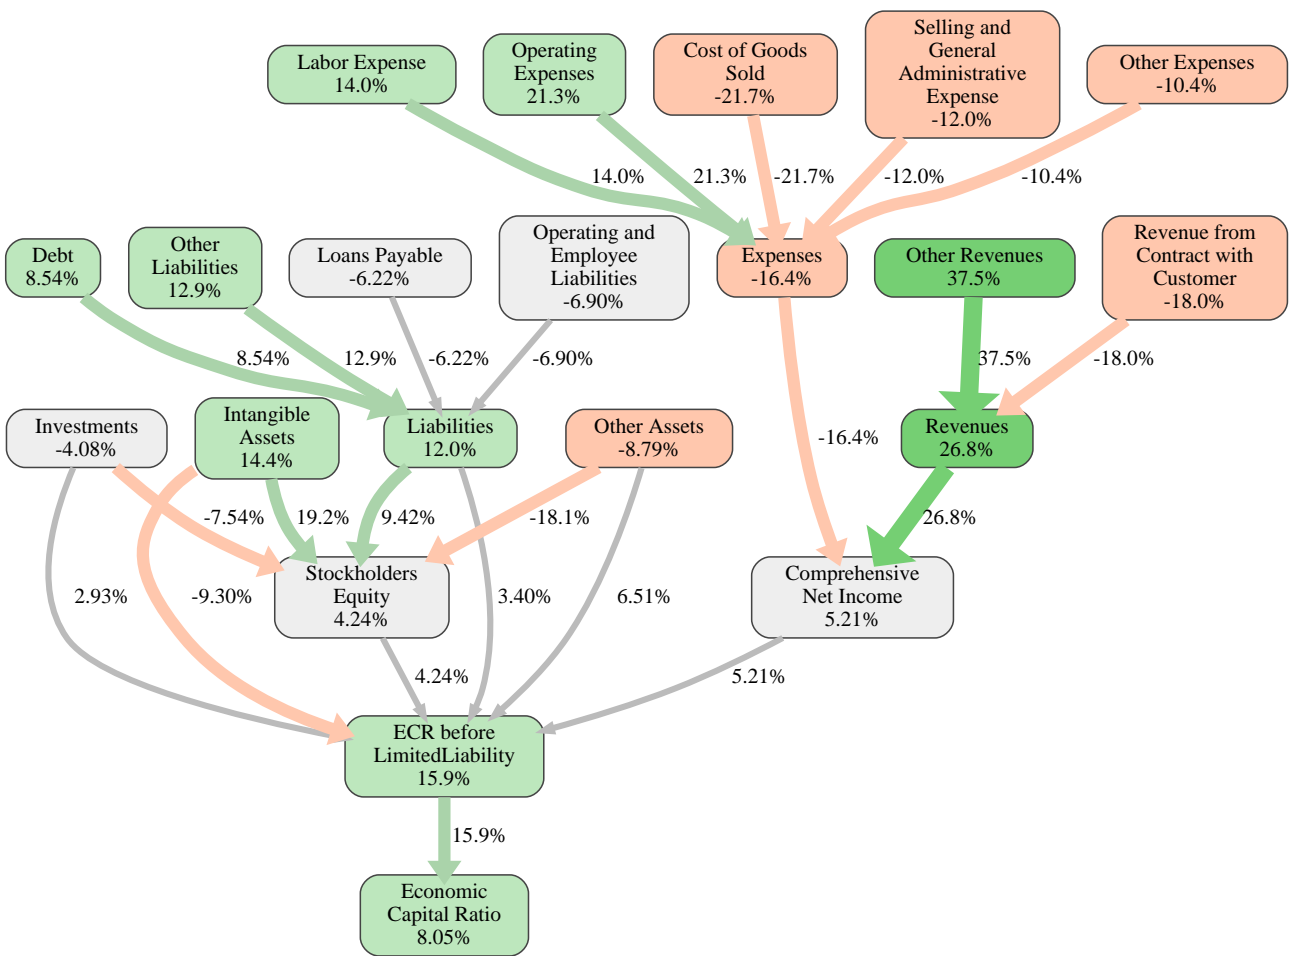 Labor Expense
14.0%
Operating
Expenses
21.3%
Cost of Goods
Sold
-21.7%
Selling and
General
Administrative
Expense
-12.0%
Other Expenses
-10.4%
14.0%
21.3%
-21.7%
-12.0%
-10.4%
Debt
8.54%
Other
Liabilities
12.9%
Loans Payable
-6.22%
Operating and
Employee
Liabilities
-6.90%
Expenses
-16.4%
Other Revenues
37.5%
Revenue from
Contract with
Customer
-18.0%
8.54%
12.9%
-6.22%
-6.90%
37.5%
-18.0%
Investments
-4.08%
Intangible
Assets
14.4%
Liabilities
12.0%
Other Assets
-8.79%
-16.4%
Revenues
26.8%
-7.54%
19.2%
9.42%
-18.1%
26.8%
2.93%
-9.30%
Stockholders
Equity
4.24%
3.40%
6.51%
Comprehensive
Net Income
5.21%
4.24%
5.21%
ECR before
LimitedLiability
15.9%
15.9%
Economic
Capital Ratio
8.05%